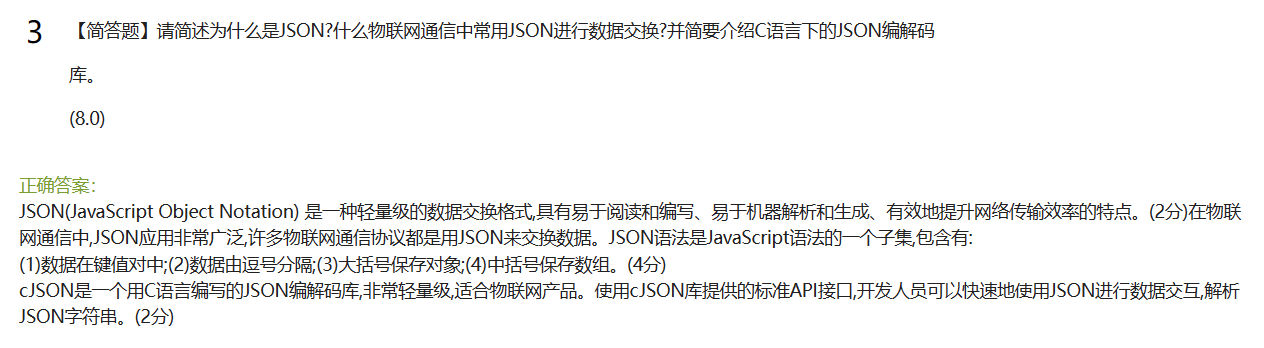 3 【简答题】请简述为什么是JSON?什么物联网通信中常用JSON进行数据交换?并简要介绍C语言下的JSON编解码
库。
(8.0)
正确答案：
JSON(JavaScript Object Notation) 是一种轻量级的数据交换格式,具有易于阅读和编写、易于机器解析和生成、有效地提升网络传输效率的特点。(2分)在物联
网通信中,JSON应用非常广泛,许多物联网通信协议都是用JSON来交换数据。JSON语法是JavaScript语法的一个子集,包含有:
(1)数据在键值对中;(2)数据由逗号分隔;(3)大括号保存对象;(4)中括号保存数组。(4分)
cJSON是一个用C语言编写的JSON编解码库,非常轻量级,适合物联网产品。使用cJSON库提供的标准API接口,开发人员可以快速地使用JSON进行数据交互,解析
JSON字符串。(2分)